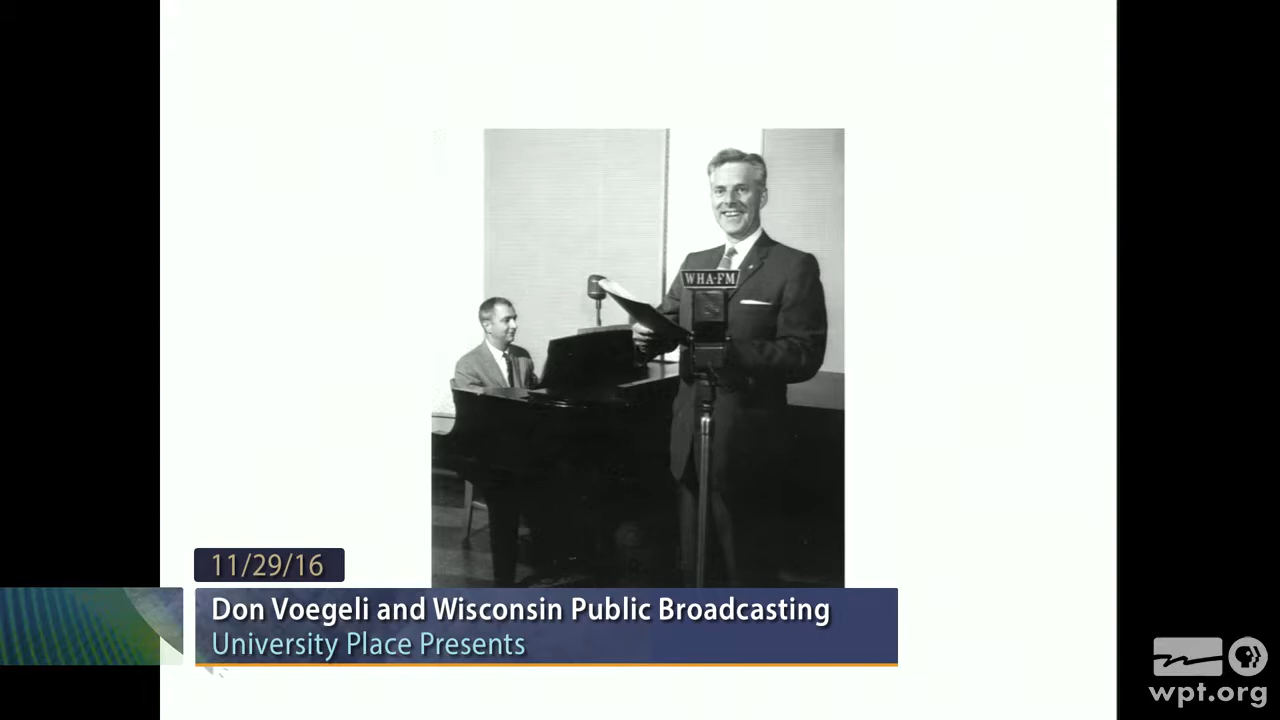 WHA-FM
11/29/16
Don Voegeli and Wisconsin Public Broadcasting
University Place Presents
wpt.org